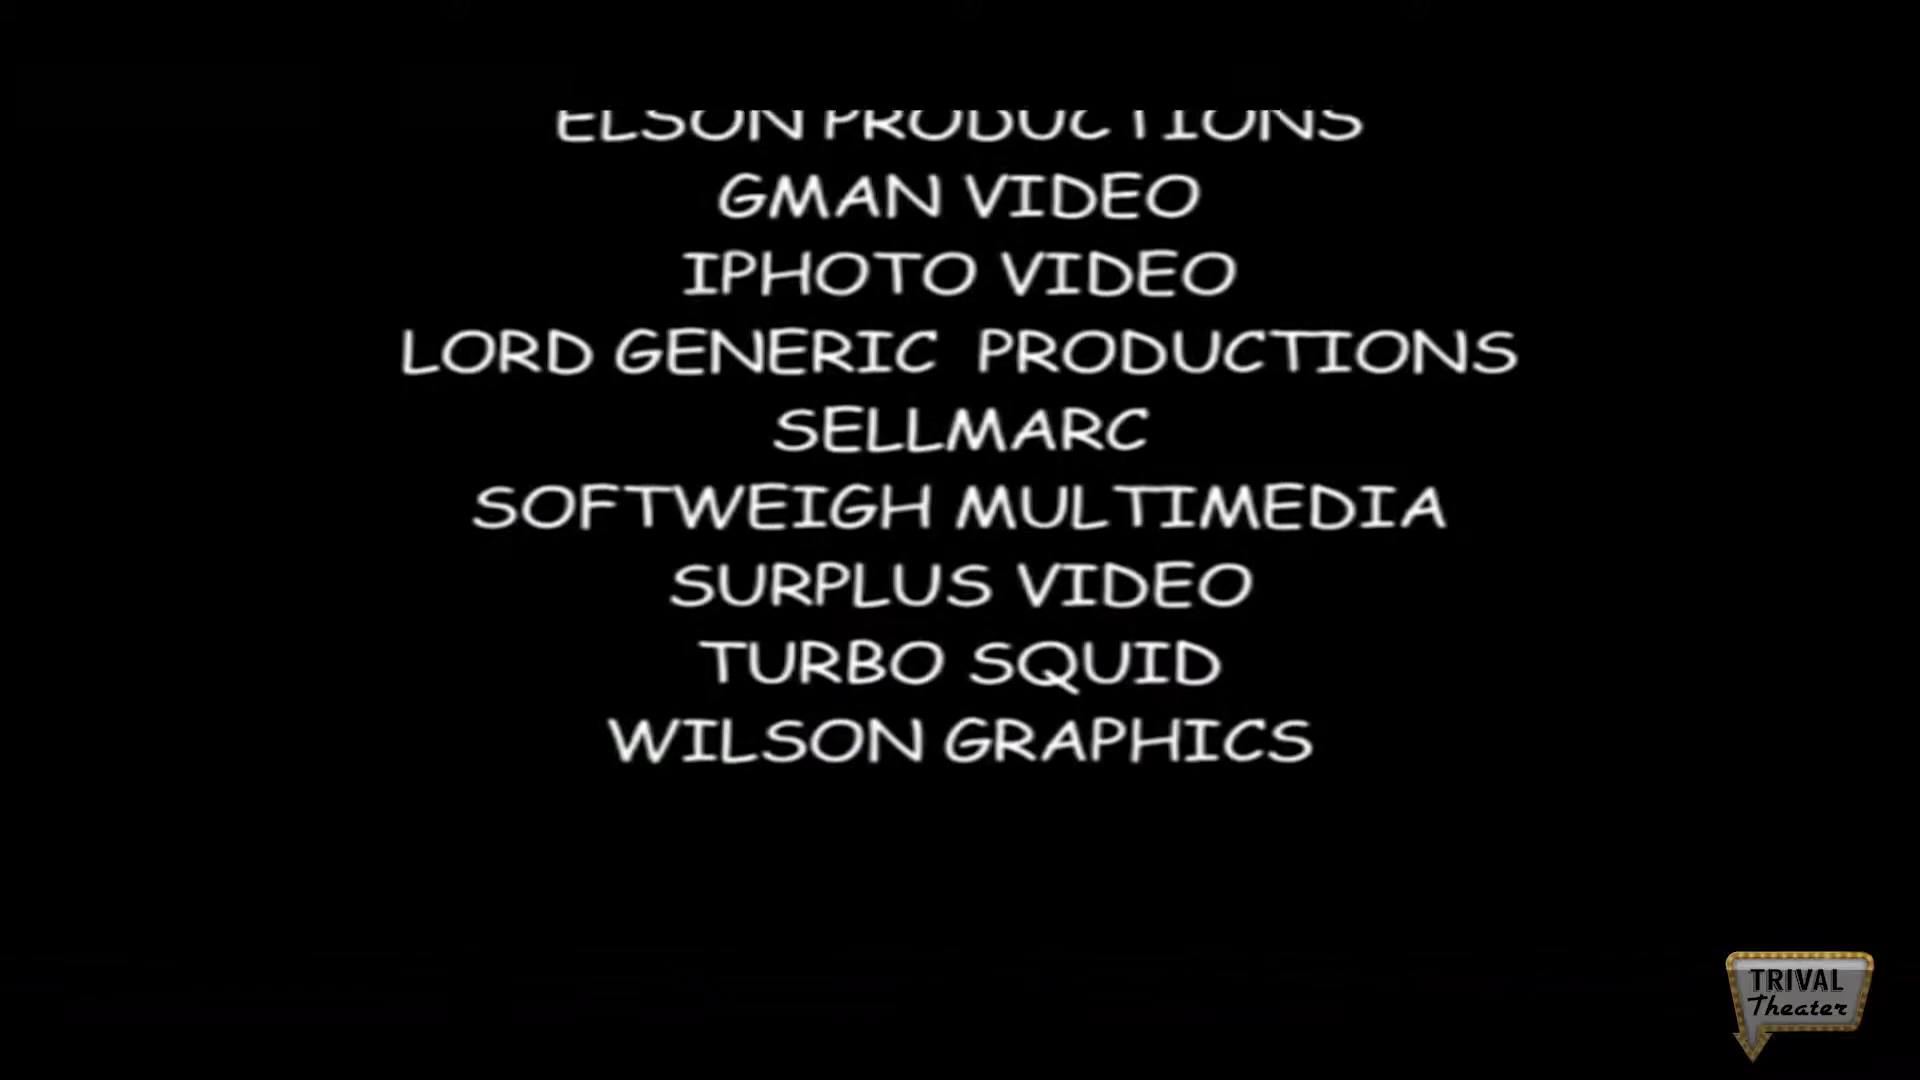 ELSON PRODUCTIONS
GMAN VIDEO
IPHOTO VIDEO
LORD GENERIC PRODUCTIONS
SELLMARC
SOFTWEIGH MULTIMEDIA
SURPLUS VIDEO
TURBO SQUID
WILSON GRAPHICS
TRIVAL
Theater